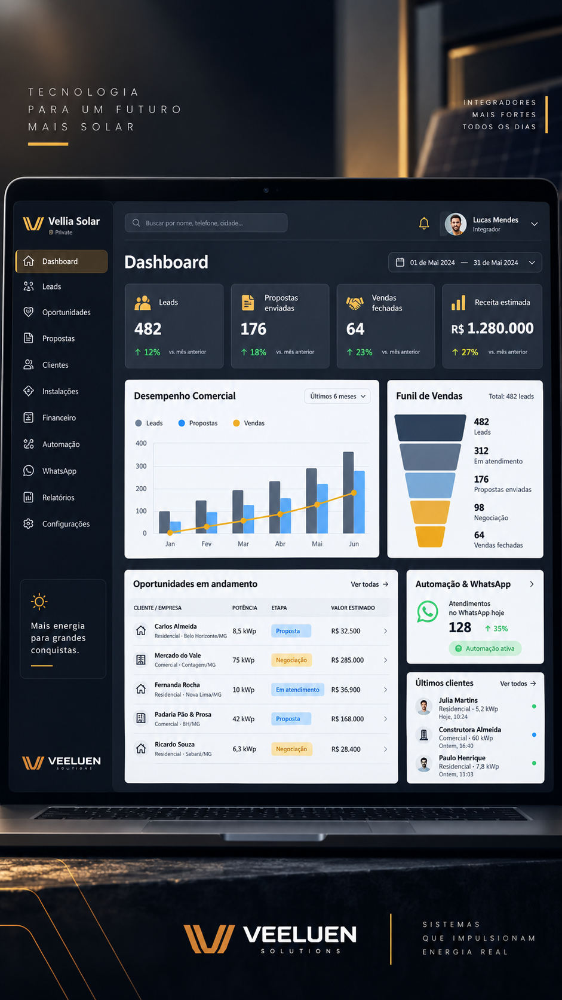 TECNOLOGIA
PARA UM FUTURO
MAIS SOLAR
INTEGRADORES
MAIS FORTES
TODOS OS DIAS
Vellia Solar
Private
Dashboard
Leads
Oportunidades
Propostas
Clientes
Instalações
Financeiro
Automação
WhatsApp
Relatórios
Configurações
Mais energia
para grandes
conquistas.
VEELUEN
SOLUTIONS
Buscar por nome, telefone, cidade...
Lucas Mendes
Integrador
Dashboard
01 de Mai 2024 — 31 de Mai 2024
Leads
482
↑ 12% vs. mês anterior
Propostas
enviadas
176
↑ 18% vs. mês anterior
Vendas
fechadas
64
↑ 23% vs. mês anterior
Receita estimada
R$ 1.280.000
↑ 27% vs. mês anterior
Desempenho Comercial
Últimos 6 meses
Leads Propostas Vendas
400
300
200
100
0
Jan Fev Mar Abr Mai Jun
Funil de Vendas Total: 482 leads
482
Leads
312
Em atendimento
176
Propostas enviadas
98
Negociação
64
Vendas fechadas
Oportunidades em andamento Ver todas →
CLIENTE / EMPRESA POTÊNCIA ETAPA VALOR ESTIMADO
Carlos Almeida
Residencial • Belo Horizonte/MG
8,5 kWp Proposta R$ 32.500
Mercado do Vale
Comercial • Contagem/MG
75 kWp Negociação R$ 285.000
Fernanda Rocha
Residencial • Nova Lima/MG
10 kWp Em atendimento R$ 36.900
Padaria Pão & Prosa
Comercial • BH/MG
42 kWp Proposta R$ 168.000
Ricardo Souza
Residencial • Sabará/MG
6,3 kWp Negociação R$ 28.400
Automação & WhatsApp
Atendimentos
no WhatsApp hoje
128 ↑ 35%
Automação ativa
Últimos clientes Ver todos →
Julia Martins
Residencial • 5,2 kWp
Hoje, 10:24
Construtora Almeida
Comercial • 60 kWp
Ontem, 16:40
Paulo Henrique
Residencial • 7,8 kWp
Ontem, 11:03
VEELUEN
SOLUTIONS
SISTEMAS
QUE IMPULSIONAM
ENERGIA REAL